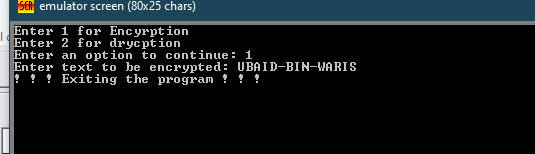 emulator screen (80x25 chars)
Enter 1 for Encyrption
Enter 2 for drycption
Enter an option to continue: 1
Enter text to be encrypted: UBAID-BIN-WARIS
! ! ! Exiting the program ! ! !